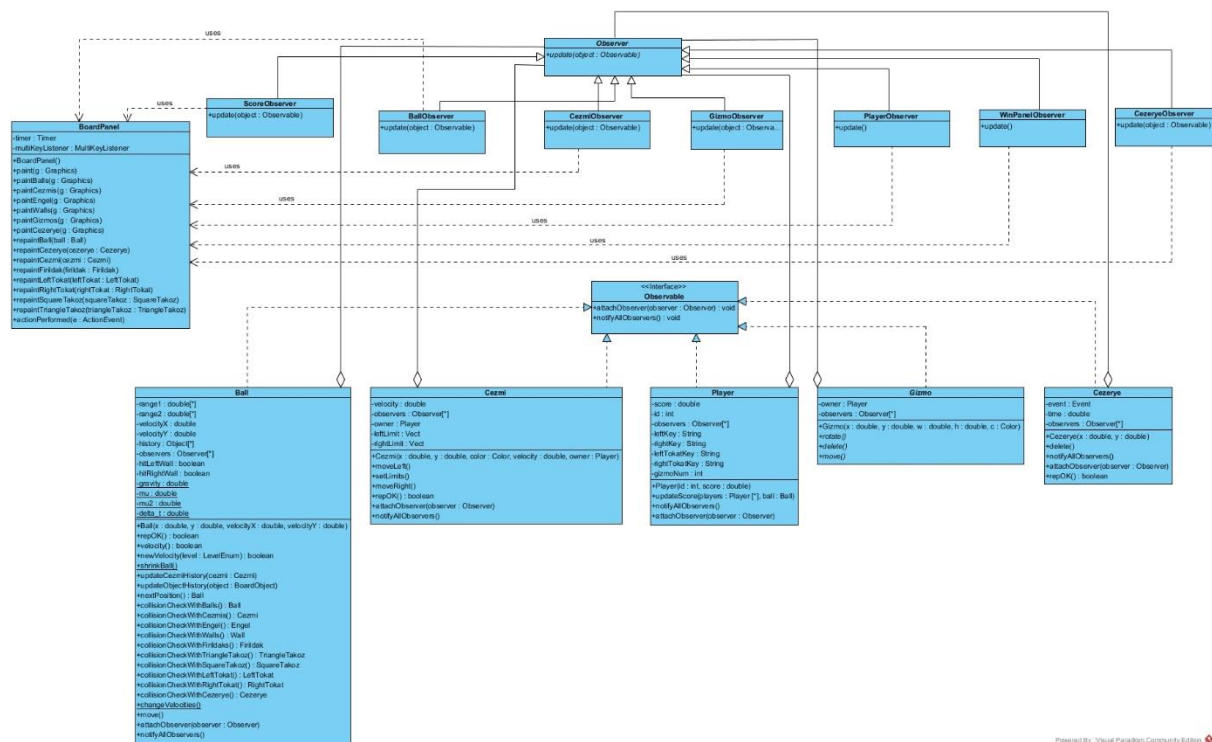 uses
Observer
+update(object : Observable)
uses
ScoreObserver
+update(object : Observable)
BallObserver
+update(object : Observable)
CezmiObserver
+update(object : Observable)
GizmoObserver
+update(object : Observa...
PlayerObserver
+update()
WinPanelObserver
+update()
CezeryeObserver
+update(object : Observable)
BoardPanel
-timer : Timer
-multiKeyListener : MultiKeyListener
+BoardPanel()
+paint(g : Graphics)
+paintBalls(g : Graphics)
+paintCezmis(g : Graphics)
+paintEngel(g : Graphics)
+paintWalls(g : Graphics)
+paintGizmos(g : Graphics)
+paintCezerye(g : Graphics)
+repaintBall(ball : Ball)
+repaintCezerye(cezerye : Cezerye)
+repaintCezmi(cezmi : Cezmi)
+repaintFirildak(firildak : Firildak)
+repaintLeftTokat(leftTokat : LeftTokat)
+repaintRightTokat(rightTokat : RightTokat)
+repaintSquareTakoz(squareTakoz : SquareTakoz)
+repaintTriangleTakoz(triangleTakoz : TriangleTakoz)
+actionPerformed(e : ActionEvent)
uses
uses
uses
uses
uses
<<Interface>>
Observable
+attachObserver(observer : Observer) : void
+notifyAllObservers() : void
Ball
-range1 : double[*]
-range2 : double[*]
-velocityX : double
-velocityY : double
-history : Object[*]
-observers : Observer[*]
-hitLeftWall : boolean
-hitRightWall : boolean
-gravity : double
-mu : double
-mu2 : double
-delta_t : double
+Ball(x : double, y : double, velocityX : double, velocityY : double)
+repOK() : boolean
+velocity() : boolean
+newVelocity(level : LevelEnum) : boolean
+shrinkBall()
+updateCezmiHistory(cezmi : Cezmi)
+updateObjectHistory(object : BoardObject)
+nextPosition() : Ball
+collisionCheckWithBalls() : Ball
+collisionCheckWithCezmis() : Cezmi
+collisionCheckWithEngel() : Engel
+collisionCheckWithWalls() : Wall
+collisionCheckWithFirildaks() : Firildak
+collisionCheckWithTriangleTakoz() : TriangleTakoz
+collisionCheckWithSquareTakoz() : SquareTakoz
+collisionCheckWithLeftTokat() : LeftTokat
+collisionCheckWithRightTokat() : RightTokat
+collisionCheckWithCezerye() : Cezerye
+changeVelocities()
+move()
+attachObserver(observer : Observer)
+notifyAllObservers()
Cezmi
-velocity : double
-observers : Observer[*]
-owner : Player
-leftLimit : Vect
-rightLimit : Vect
+Cezmi(x : double, y : double, color : Color, velocity : double, owner : Player)
+moveLeft()
+setLimits()
+moveRight()
+repOK() : boolean
+attachObserver(observer : Observer)
+notifyAllObservers()
Player
-score : double
-id : int
-observers : Observer[*]
-leftKey : String
-rightKey : String
-leftTokatKey : String
-rightTokatKey : String
-gizmoNum : int
+Player(id : int, score : double)
+updateScore(players : Player [*], ball : Ball)
+notifyAllObservers()
+attachObserver(observer : Observer)
Gizmo
-owner : Player
-observers : Observer[*]
+Gizmo(x : double, y : double, w : double, h : double, c : Color)
+rotate()
+delete()
+move()
Cezerye
-event : Event
-time : double
-observers : Observer[*]
+Cezerye(x : double, y : double)
+delete()
+notifyAllObservers()
+attachObserver(observer : Observer)
+repOK() : boolean
Powered By: Visual Paradigm Community Edition